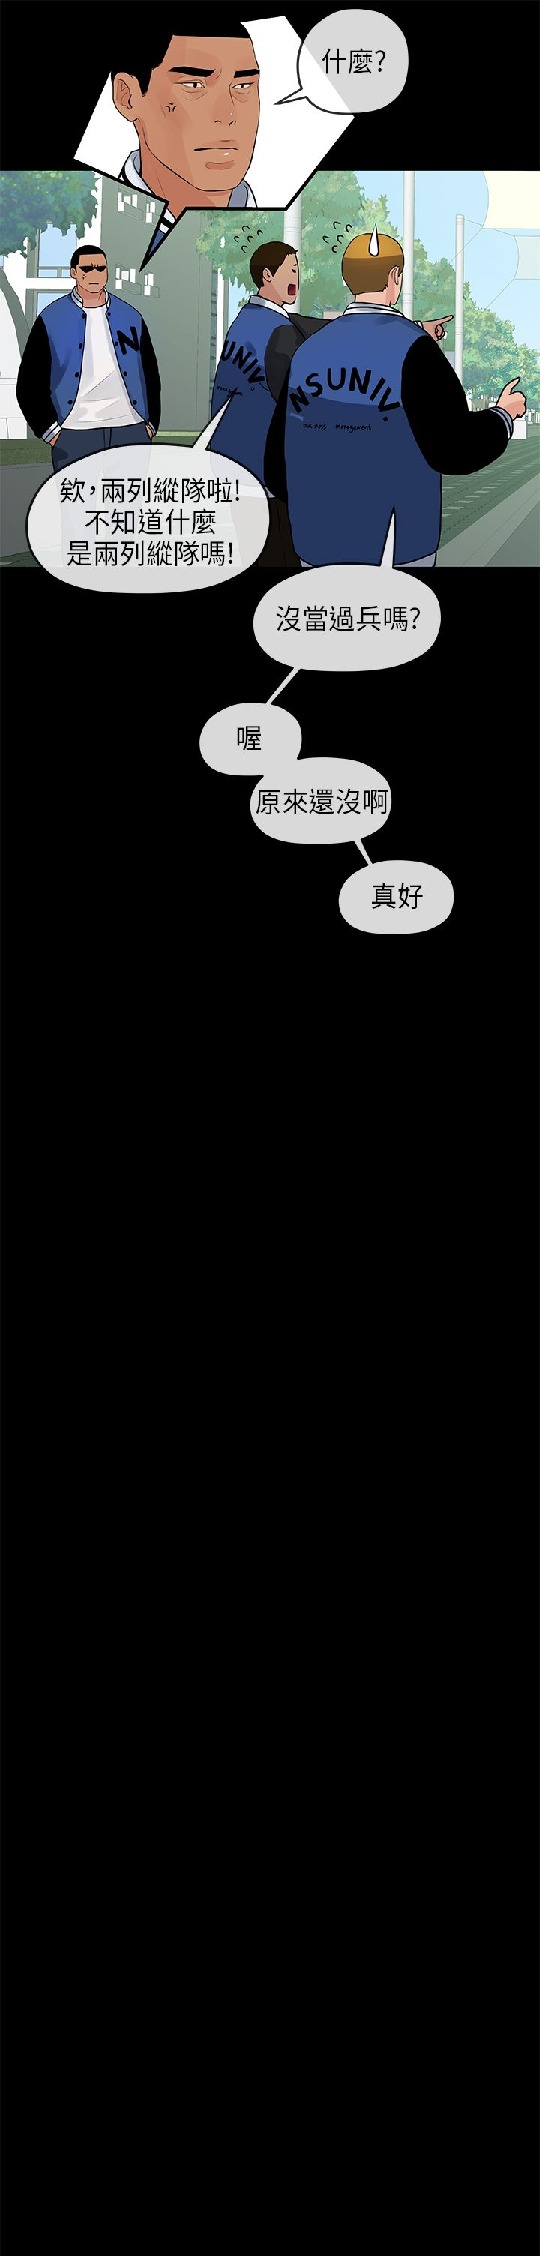 什麼?
N
UNIV.
NSUNIV.
management
欸，兩列縱隊啦!
不知道什麼
是兩列縱隊嗎!
沒當過兵嗎?
喔
原來還沒啊
真好